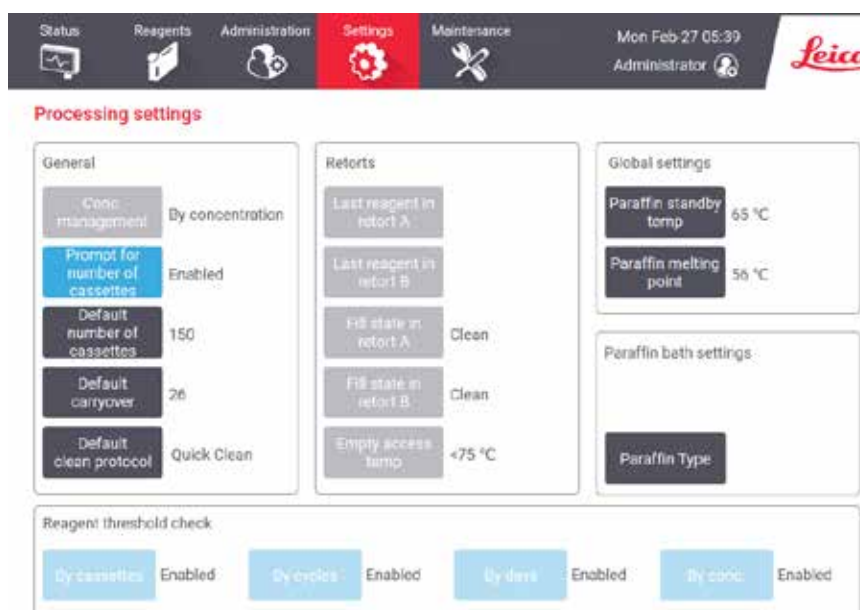 Status
Reagents
Administration
Settings
Maintenance
Mon Feb 27 05:39
Administrator
Leica
Processing settings
General
Retorts
Global settings
Conc
management
By concentration
Last reagent in
retort A
Paraffin standby
temp
65 °C
Prompt for
number of
cassettes
Enabled
Last reagent in
retort B
Paraffin melting
point
56 °C
Default
number of
cassettes
150
Fill state in
retort A
Clean
Paraffin bath settings
Default
carryover
26
Fill state in
retort B
Clean
Default
clean protocol
Quick Clean
Empty access
temp
<75 °C
Paraffin Type
Reagent threshold check
By cassettes
Enabled
By cycles
Enabled
By days
Enabled
By conc.
Enabled